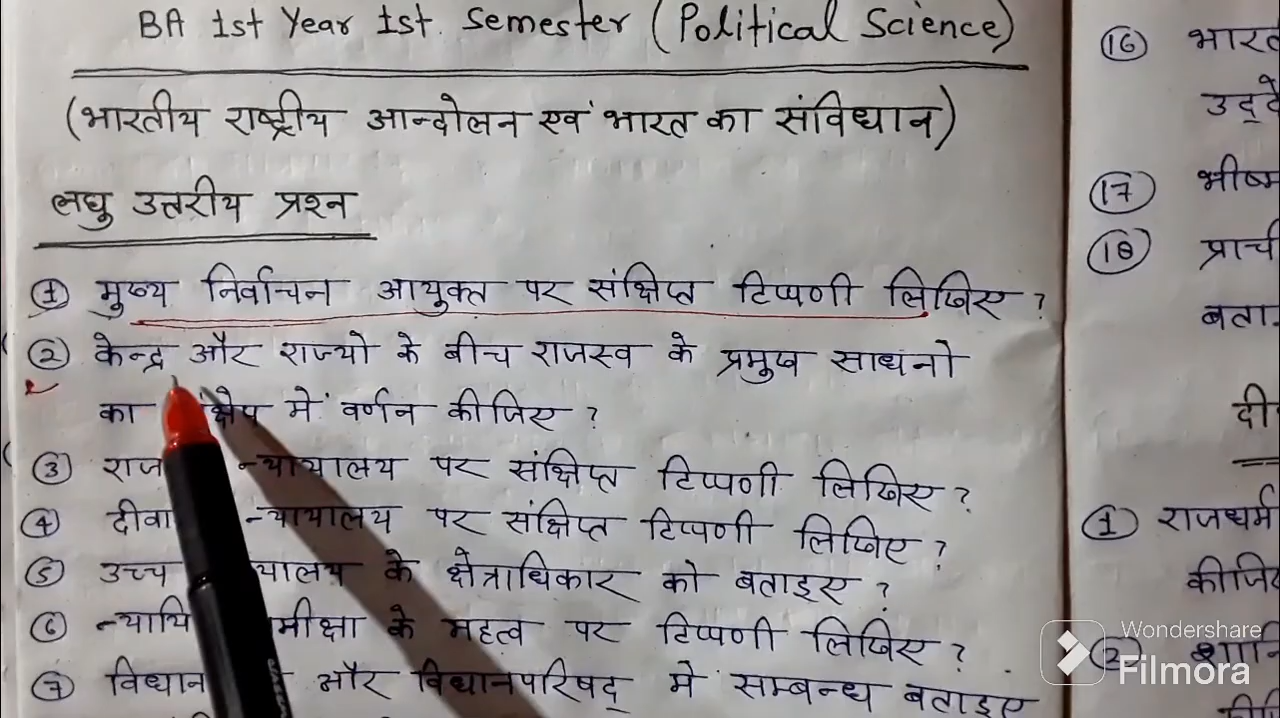 BA 1st Year 1st. Semester (Political Science)
(भारतीय राष्ट्रीय आन्दोलन एवं भारत का संविधान)
लघु उत्तरीय प्रश्न
① मुख्य निर्वाचन आयुक्त पर संक्षिप्त टिप्पणी लिखिए ?
② केन्द्र और राज्यो के बीच राजस्व के प्रमुख साधनो
का में वर्णन कीजिए ?
③ न्यायालय पर संक्षिप्त टिप्पणी लिखिए ?
④ न्यायालय पर संक्षिप्त टिप्पणी लिखिए ?
⑤ उच्च के क्षेत्राधिकार को बताइए ?
⑥ के महत्व पर टिप्पणी लिखिए ?
⑦ और विधानपरिषद् में सम्बन्ध बताइए
⑯
⑰
⑱
① राजधर्म
②
Wondershare
Filmora